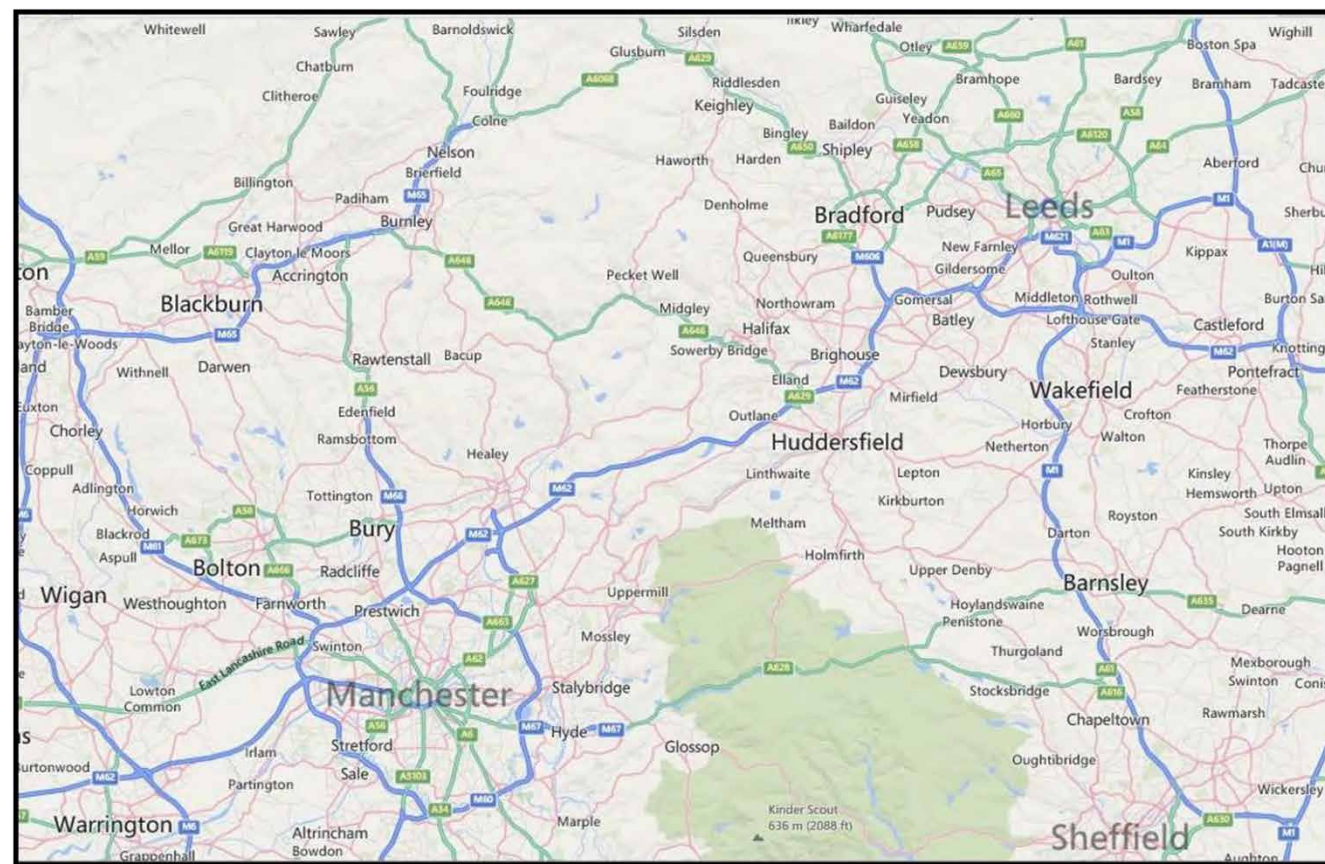 Whitewell
Sawley
Barnoldswick
Silsden
Wharfedale
Wighill
Glusburn
A629
Otley
A659
A61
Boston Spa
Chatburn
A6068
Riddlesden
Bramhope
Bardsey
Bramham
Tadcaster
Clitheroe
Foulridge
Keighley
Guiseley
Colne
Baildon
Yeadon
A660
A58
Bingley
A6120
Nelson
Haworth
Harden
A650
Shipley
A658
A64
Aberford
Brierfield
Billington
Padiham
M65
A65
Denholme
Leeds
M1
Great Harwood
Burnley
Bradford
Pudsey
A63
Mellor
A6119
Clayton le Moors
A6177
New Farnley
M621
M1
A1(M)
A59
A646
Queensbury
M606
Kippax
Accrington
Pecket Well
Gildersome
Oulton
Blackburn
A646
Midgley
Northowram
Gomersal
Middleton
Rothwell
Bamber
Bridge
Halifax
Batley
Lofthouse Gate
Castleford
M65
A646
Sowerby Bridge
Brighouse
Stanley
M62
Rawtenstall
Bacup
Withnell
Darwen
Elland
M62
Dewsbury
Pontefract
A56
A629
Mirfield
Wakefield
Featherstone
Edenfield
Outlane
Crofton
Chorley
Ramsbottom
Huddersfield
Horbury
Walton
Healey
Netherton
Thorpe
Audlin
Coppull
Linthwaite
Lepton
M1
Kinsley
Adlington
Tottington
M66
M62
Kirkburton
Hemsworth
Upton
Horwich
A58
Meltham
Royston
South Elmsall
Blackrod
A673
Bury
M62
Darton
South Kirkby
Aspull
M61
Holmfirth
Bolton
A666
Radcliffe
Upper Denby
Hooton
Pagnell
A627
Barnsley
Wigan
Westhoughton
Farnworth
Prestwich
Uppermill
Hoylandswaine
A635
Dearne
A663
Penistone
East Lancashire Road
Swinton
Mossley
Worsbrough
A62
A628
Thurgoland
A61
Mexborough
Lowton
Common
Manchester
Stalybridge
Stocksbridge
A616
Swinton
Rawmarsh
A56
A6
M67
Hyde
M67
Chapeltown
Irlam
Stretford
Glossop
Oughtibridge
M62
Partington
Sale
A5103
M60
Wickersley
A34
Kinder Scout
636 m (2088 ft)
Warrington
M6
Altrincham
Marple
Sheffield
A630
M1
Grappenhall
Bowdon
Aughton